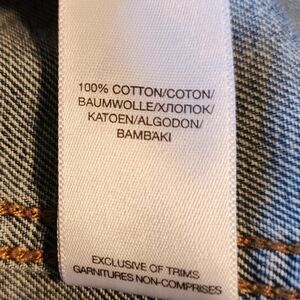 100% COTTON/COTON/
BAUMWOLLE/ХЛОПОК/
KATOEN/ALGODON/
BAMBAKI
EXCLUSIVE OF TRIMS
GARNITURES NON-COMPRISES